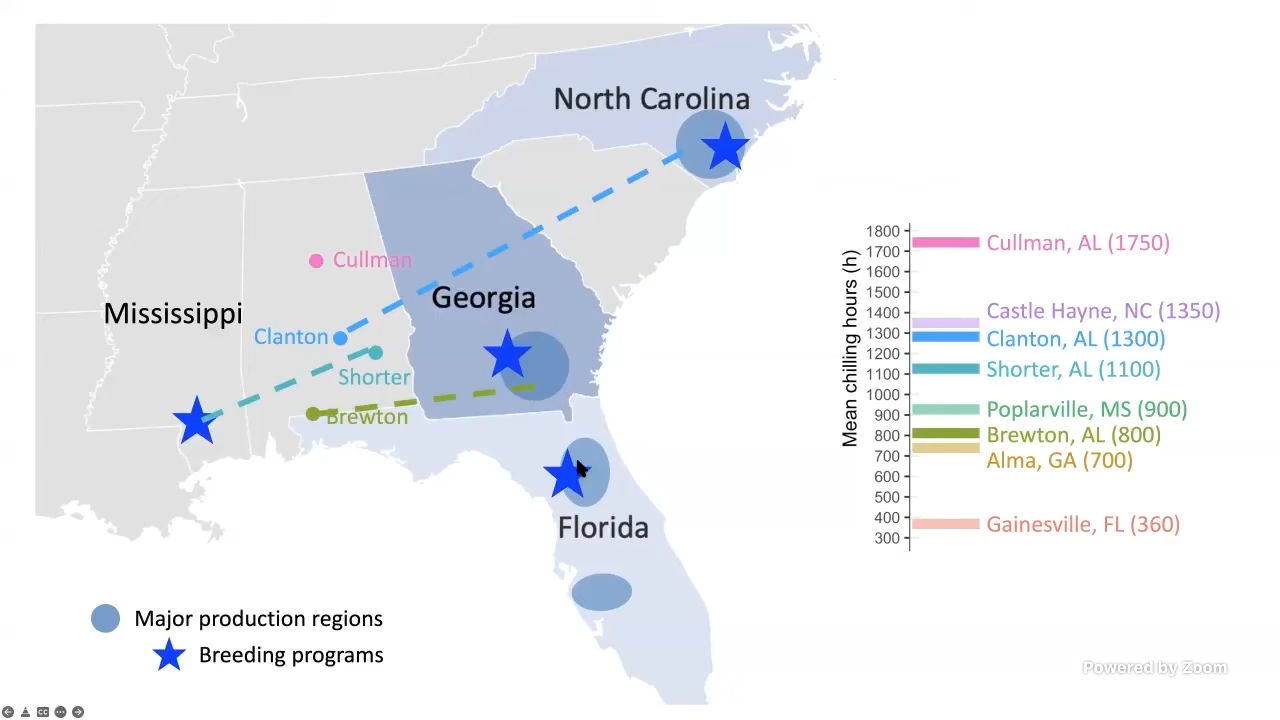 North Carolina
Cullman
Georgia
Mississippi
Clanton
Shorter
Brewton
Florida
Major production regions
Breeding programs
Mean chilling hours (h)
1800
1700
1600
1500
1400
1300
1200
1100
1000
900
800
700
600
500
400
300
Cullman, AL (1750)
Castle Hayne, NC (1350)
Clanton, AL (1300)
Shorter, AL (1100)
Poplarville, MS (900)
Brewton, AL (800)
Alma, GA (700)
Gainesville, FL (360)
Powered by Zoom
CC